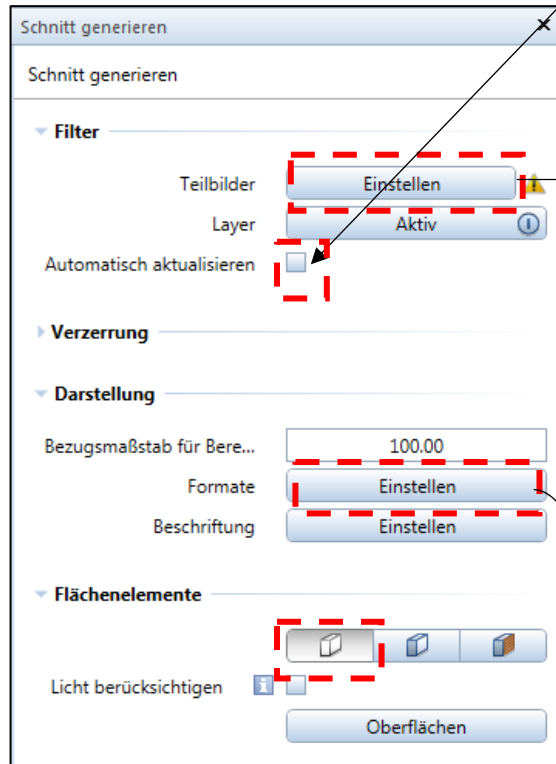 Schnitt generieren
Schnitt generieren
Filter
Teilbilder Einstellen
Layer Aktiv
Automatisch aktualisieren
Verzerrung
Darstellung
Bezugsmaßstab für Bere... 100.00
Formate Einstellen
Beschriftung Einstellen
Flächenelemente
Licht berücksichtigen
Oberflächen